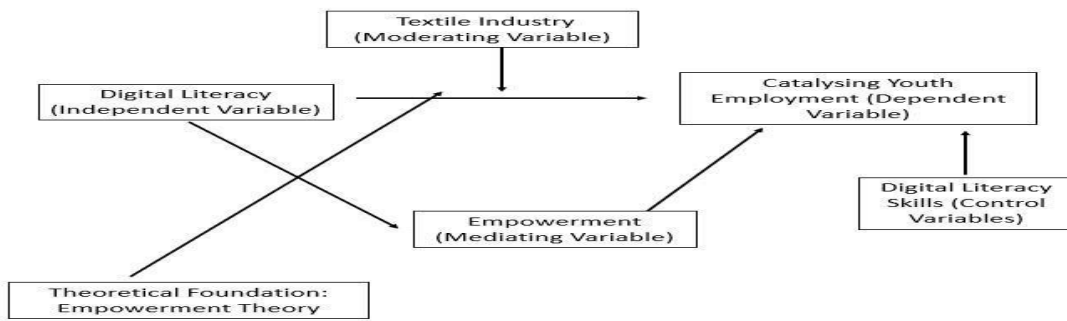 Textile Industry
(Moderating Variable)
Digital Literacy
(Independent Variable)
Catalysing Youth
Employment (Dependent
Variable)
Empowerment
(Mediating Variable)
Digital Literacy
Skills (Control
Variables)
Theoretical Foundation:
Empowerment Theory